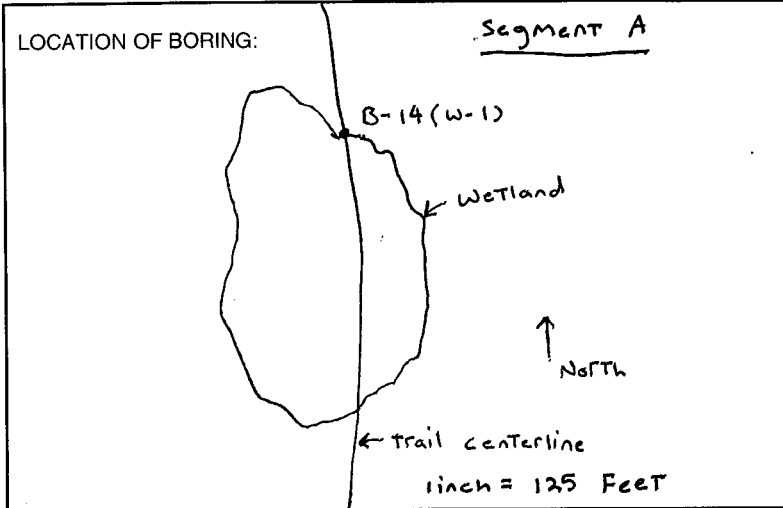 LOCATION OF BORING:
Segment A
B-14 (W-1)
Wetland
North
trail centerline
1inch = 125 Feet